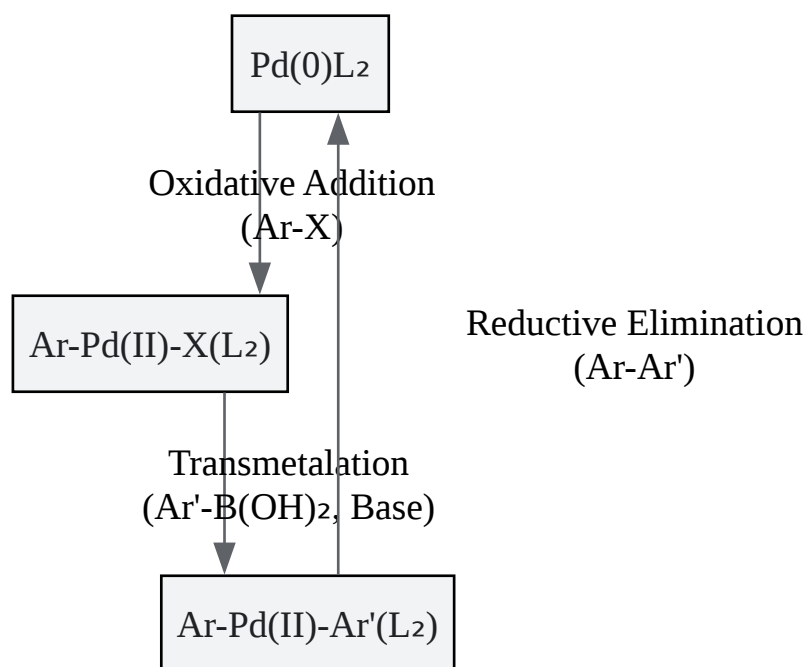 Pd(0)L₂
Oxidative Addition
(Ar-X)
Ar-Pd(II)-X(L₂)
Reductive Elimination
(Ar-Ar')
Transmetalation
(Ar'-B(OH)₂, Base)
Ar-Pd(II)-Ar'(L₂)